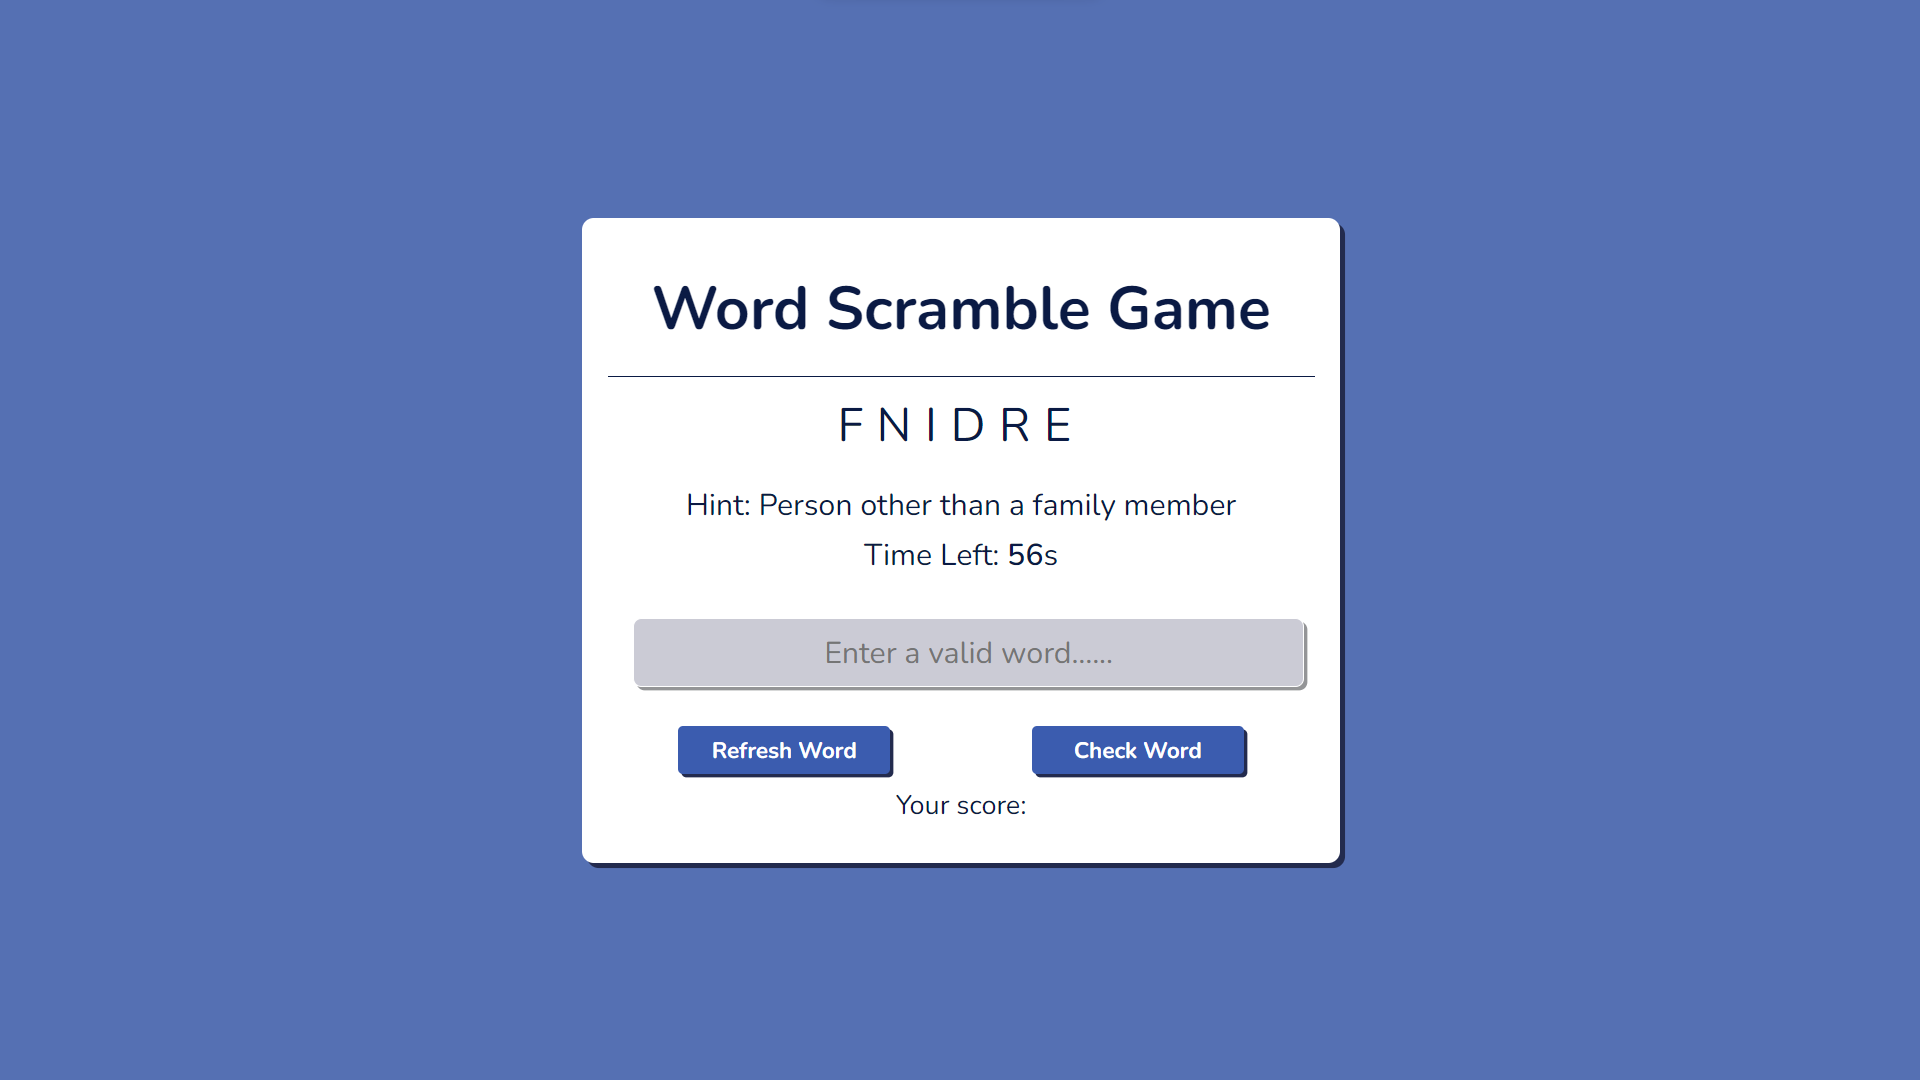 Word Scramble Game
F N I D R E
Hint: Person other than a family member
Time Left: 56s
Enter a valid word......
Refresh Word
Check Word
Your score: